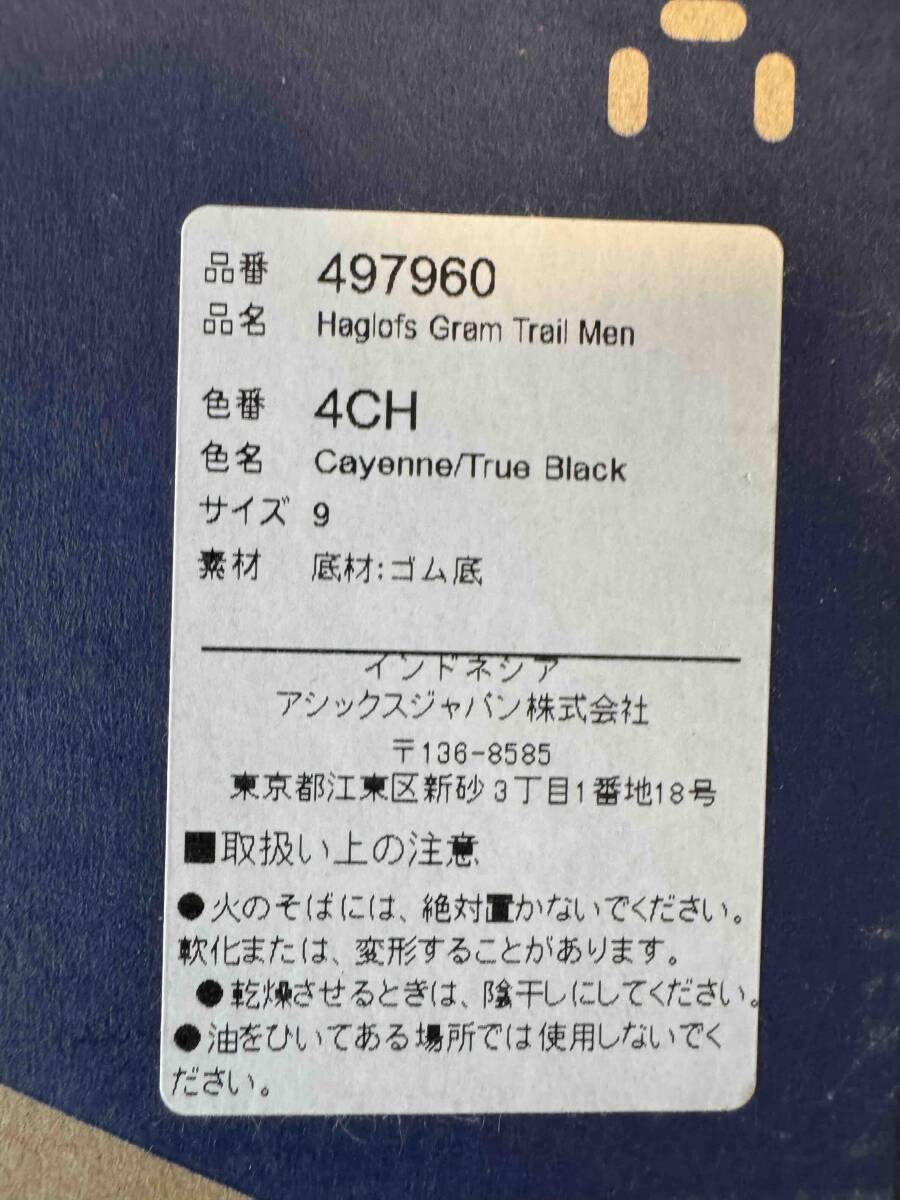 品番 497960
品名 Haglofs Gram Trail Men
色番 4CH
色名 Cayenne/True Black
サイズ 9
素材 底材:ゴム底
インドネシア
アシックスジャパン株式会社
〒136-8585
東京都江東区新砂3丁目1番地18号
■取扱い上の注意
●火のそばには、絶対置かないでください。
軟化または、変形することがあります。
●乾燥させるときは、陰干しにしてください。
●油をひいてある場所では使用しないでく
ださい。